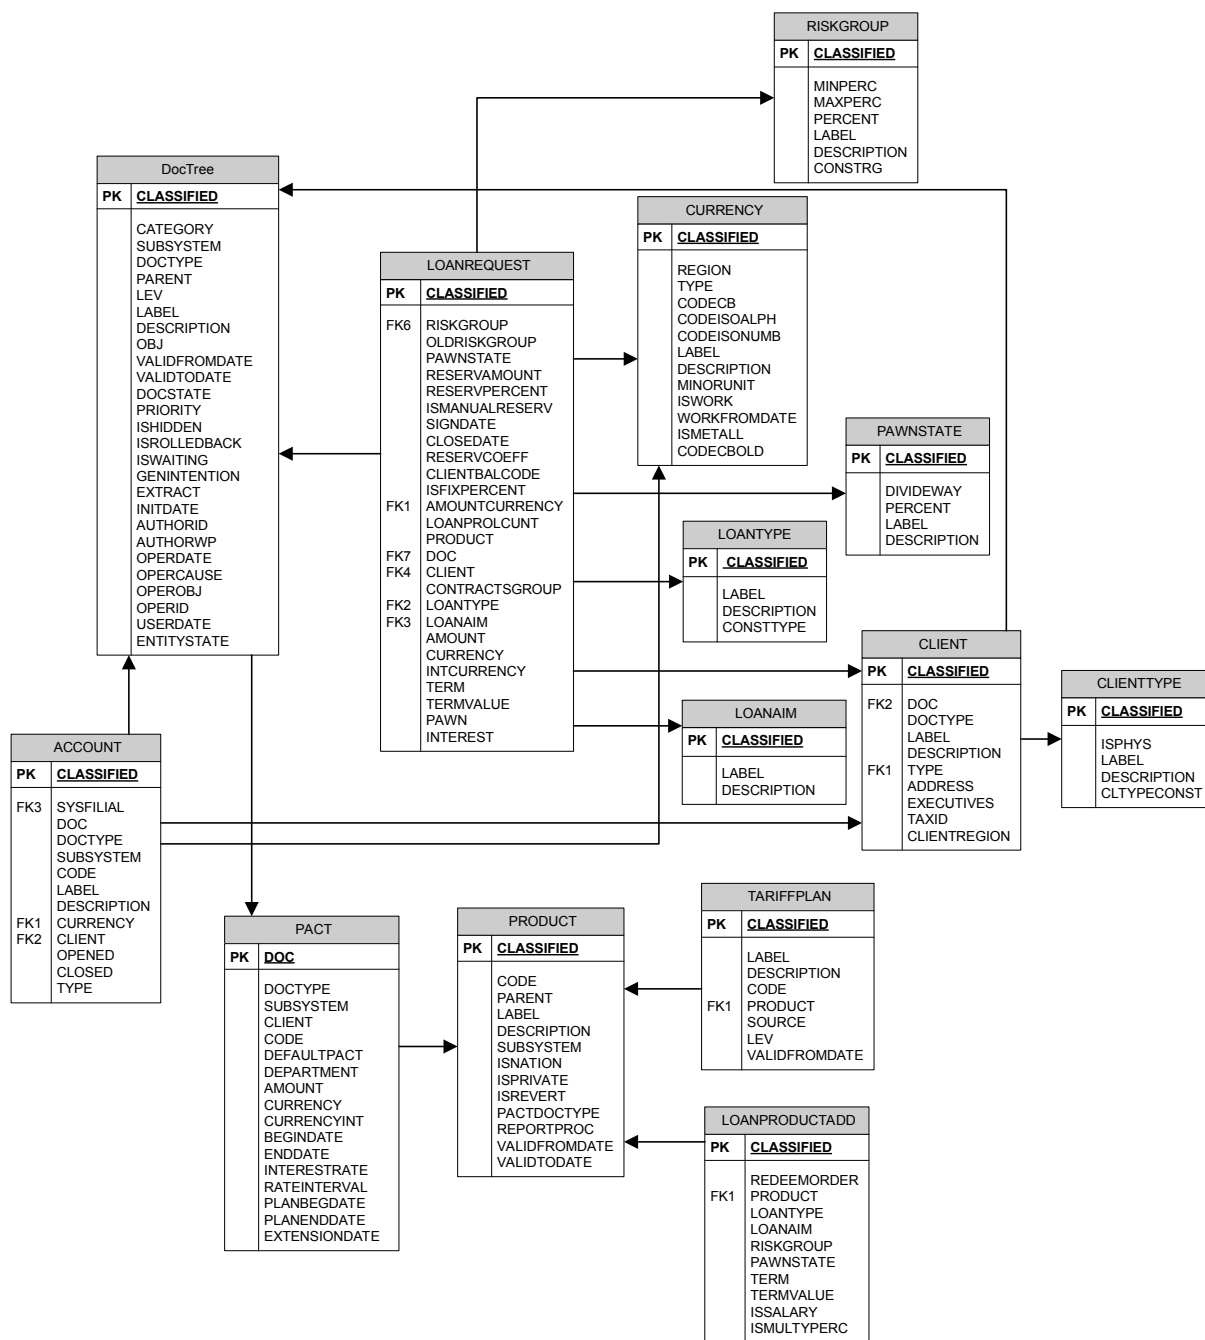 RISKGROUP
PK CLASSIFIED
MINPERC
MAXPERC
PERCENT
LABEL
DESCRIPTION
CONSTRG
DocTree
PK CLASSIFIED
CATEGORY
SUBSYSTEM
DOCTYPE
PARENT
LEV
LABEL
DESCRIPTION
OBJ
VALIDFROMDATE
VALIDTODATE
DOCSTATE
PRIORITY
ISHIDDEN
ISROLLEDBACK
ISWAITING
GENINTENTION
EXTRACT
INITDATE
AUTHORID
AUTHORWP
OPERDATE
OPERCAUSE
OPEROBJ
OPERID
USERDATE
ENTITYSTATE
LOANREQUEST
PK CLASSIFIED
FK6 RISKGROUP
OLDRISKGROUP
PAWNSTATE
RESERVAMOUNT
RESERVPERCENT
ISMANUALRESERV
SIGNDATE
CLOSEDATE
RESERVCOEFF
CLIENTBALCODE
ISFIXPERCENT
FK1 AMOUNTCURRENCY
LOANPROLCUNT
PRODUCT
FK7 DOC
FK4 CLIENT
CONTRACTSGROUP
FK2 LOANTYPE
FK3 LOANAIM
AMOUNT
CURRENCY
INTCURRENCY
TERM
TERMVALUE
PAWN
INTEREST
CURRENCY
PK CLASSIFIED
REGION
TYPE
CODECB
CODEISOALPH
CODEISONUMB
LABEL
DESCRIPTION
MINORUNIT
ISWORK
WORKFROMDATE
ISMETALL
CODECBOLD
PAWNSTATE
PK CLASSIFIED
DIVIDEWAY
PERCENT
LABEL
DESCRIPTION
LOANTYPE
PK CLASSIFIED
LABEL
DESCRIPTION
CONSTTYPE
CLIENT
PK CLASSIFIED
FK2 DOC
DOCTYPE
LABEL
DESCRIPTION
FK1 TYPE
ADDRESS
EXECUTIVES
TAXID
CLIENTREGION
CLIENTTYPE
PK CLASSIFIED
ISPHYS
LABEL
DESCRIPTION
CLTYPECONST
LOANAIM
PK CLASSIFIED
LABEL
DESCRIPTION
ACCOUNT
PK CLASSIFIED
FK3 SYSFILIAL
DOC
DOCTYPE
SUBSYSTEM
CODE
LABEL
DESCRIPTION
FK1 CURRENCY
FK2 CLIENT
OPENED
CLOSED
TYPE
PACT
PK DOC
DOCTYPE
SUBSYSTEM
CLIENT
CODE
DEFAULTPACT
DEPARTMENT
AMOUNT
CURRENCY
CURRENCYINT
BEGINDATE
ENDDATE
INTERESTRATE
RATEINTERVAL
PLANBEGDATE
PLANENDDATE
EXTENSIONDATE
PRODUCT
PK CLASSIFIED
CODE
PARENT
LABEL
DESCRIPTION
SUBSYSTEM
ISNATION
ISPRIVATE
ISREVERT
PACTDOCTYPE
REPORTPROC
VALIDFROMDATE
VALIDTODATE
TARIFFPLAN
PK CLASSIFIED
LABEL
DESCRIPTION
CODE
FK1 PRODUCT
SOURCE
LEV
VALIDFROMDATE
LOANPRODUCTADD
PK CLASSIFIED
REDEEMORDER
FK1 PRODUCT
LOANTYPE
LOANAIM
RISKGROUP
PAWNSTATE
TERM
TERMVALUE
ISSALARY
ISMULTYPERC